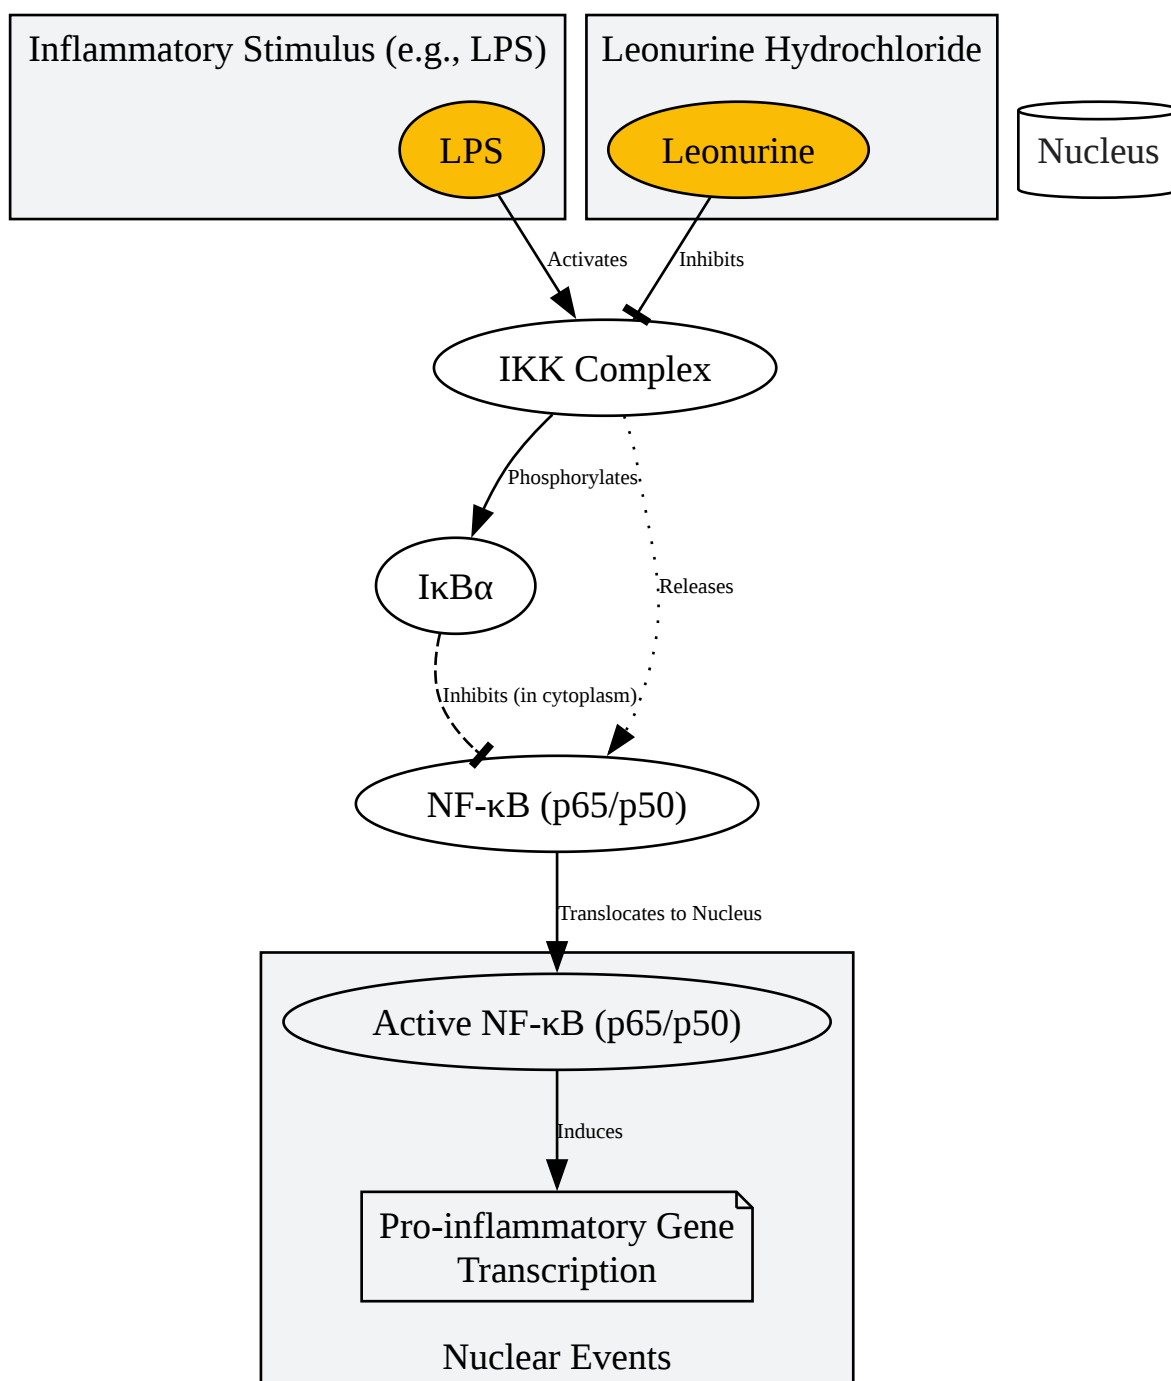 Inflammatory Stimulus (e.g., LPS)
Leonurine Hydrochloride
LPS
Leonurine
Nucleus
Activates
Inhibits
IKK Complex
Phosphorylates
IκBα
Releases
Inhibits (in cytoplasm)
NF-κB (p65/p50)
Translocates to Nucleus
Active NF-κB (p65/p50)
Induces
Pro-inflammatory Gene
Transcription
Nuclear Events